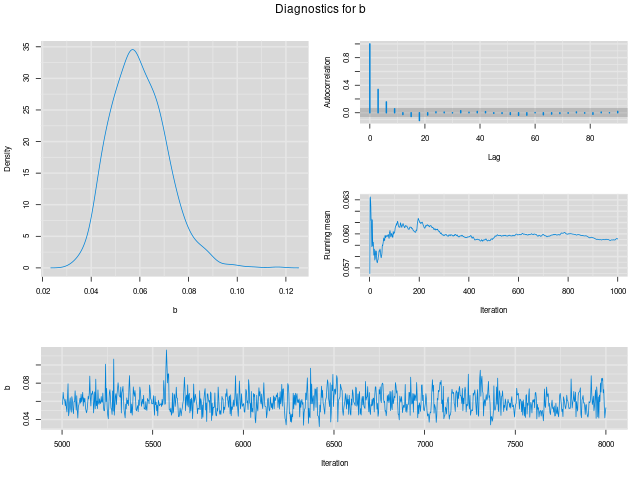 Diagnostics for b
35
30
25
20
15
10
5
0
Density
0.02 0.04 0.06 0.08 0.10 0.12
b
0.8
0.4
0.0
Autocorrelation
0 20 40 60 80
Lag
0.063
0.060
0.057
Running mean
0 200 400 600 800 1000
Iteration
0.08
0.04
b
5000 5500 6000 6500 7000 7500 8000
Iteration